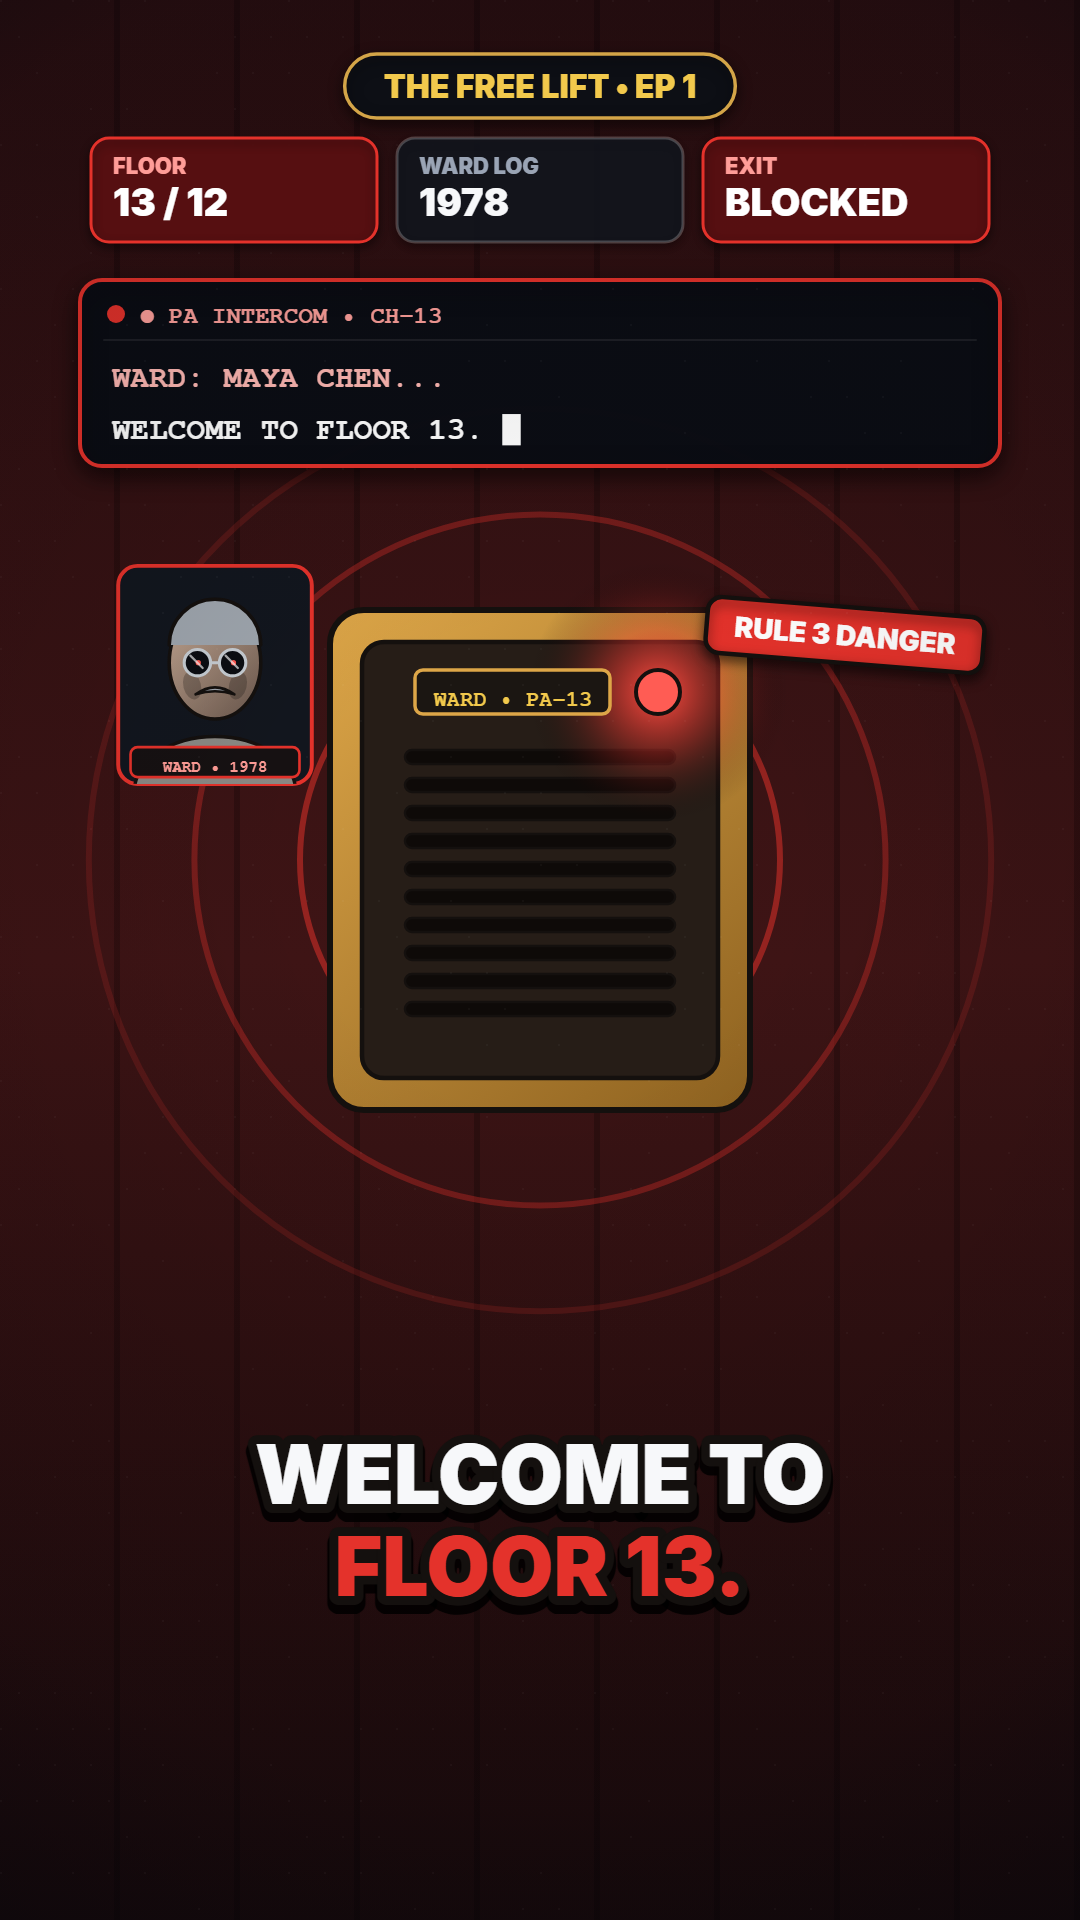 THE FREE LIFT • EP 1
FLOOR
13 / 12
WARD LOG
1978
EXIT
BLOCKED
● PA INTERCOM • CH-13
WARD: MAYA CHEN...
WELCOME TO FLOOR 13.
RULE 3 DANGER
WARD • PA-13
WARD • 1978
WELCOME TO
FLOOR 13.